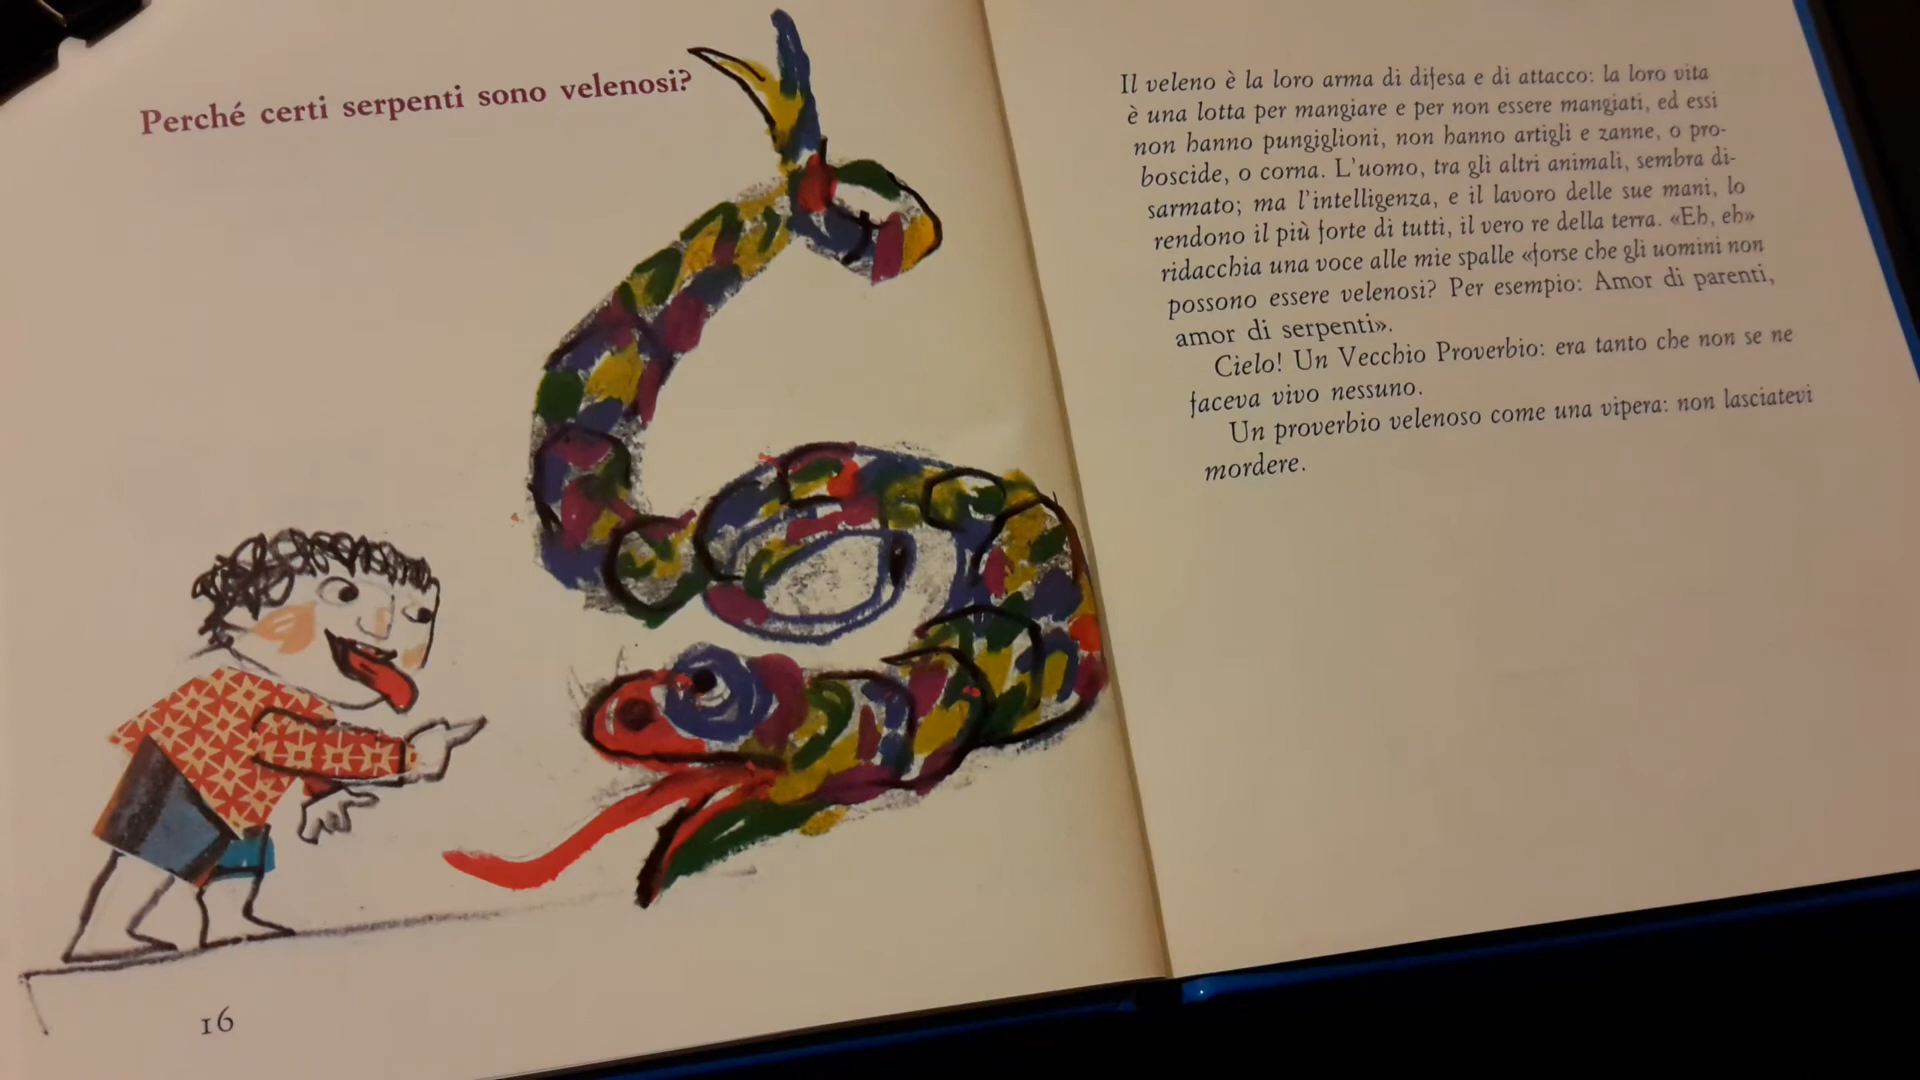 Perché certi serpenti sono velenosi?
16
Il veleno è la loro arma di difesa e di attacco: la loro vita
è una lotta per mangiare e per non essere mangiati, ed essi
non hanno pungiglioni, non hanno artigli e zanne, o pro-
boscide, o corna. L'uomo, tra gli altri animali, sembra di-
sarmato; ma l'intelligenza, e il lavoro delle sue mani, lo
rendono il più forte di tutti, il vero re della terra. «Eh, eh»
ridacchia una voce alle mie spalle «forse che gli uomini non
possono essere velenosi? Per esempio: Amor di parenti,
amor di serpenti».
Cielo! Un Vecchio Proverbio: era tanto che non se ne
faceva vivo nessuno.
Un proverbio velenoso come una vipera: non lasciatevi
mordere.